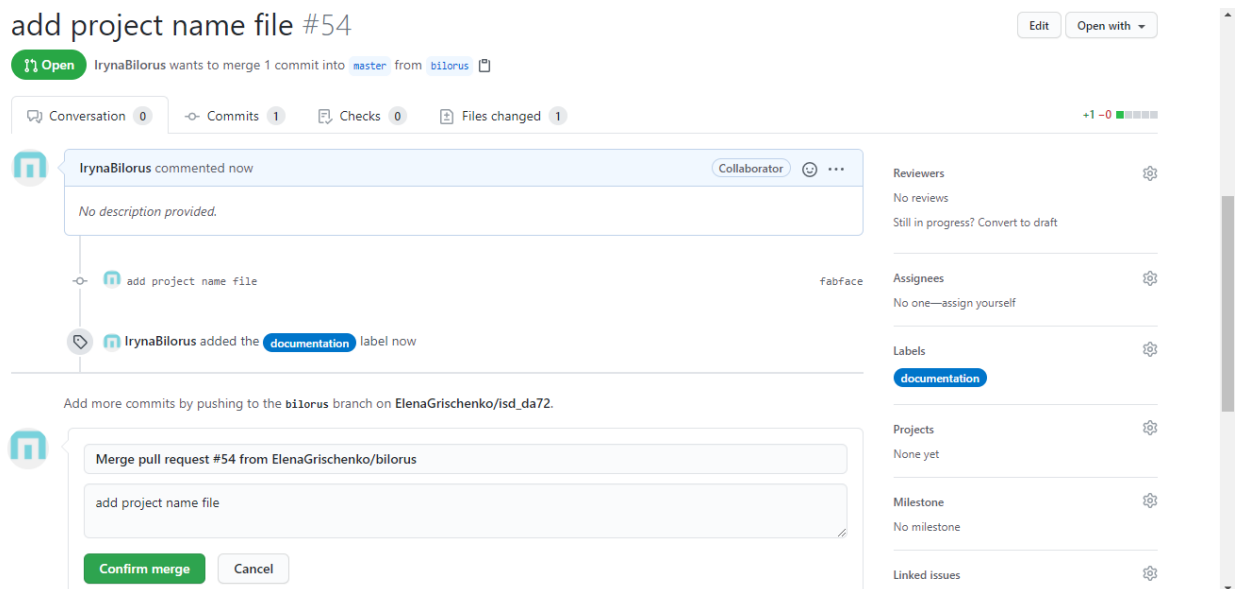 add project name file #54
Edit
Open with
Open
IrynaBilorus wants to merge 1 commit into master from bilorus
Conversation 0
Commits 1
Checks 0
Files changed 1
+1 −0
IrynaBilorus commented now
Collaborator
No description provided.
add project name file
fabface
IrynaBilorus added the documentation label now
Add more commits by pushing to the bilorus branch on ElenaGrischenko/isd_da72.
Merge pull request #54 from ElenaGrischenko/bilorus
add project name file
Confirm merge
Cancel
Reviewers
No reviews
Still in progress? Convert to draft
Assignees
No one—assign yourself
Labels
documentation
Projects
None yet
Milestone
No milestone
Linked issues